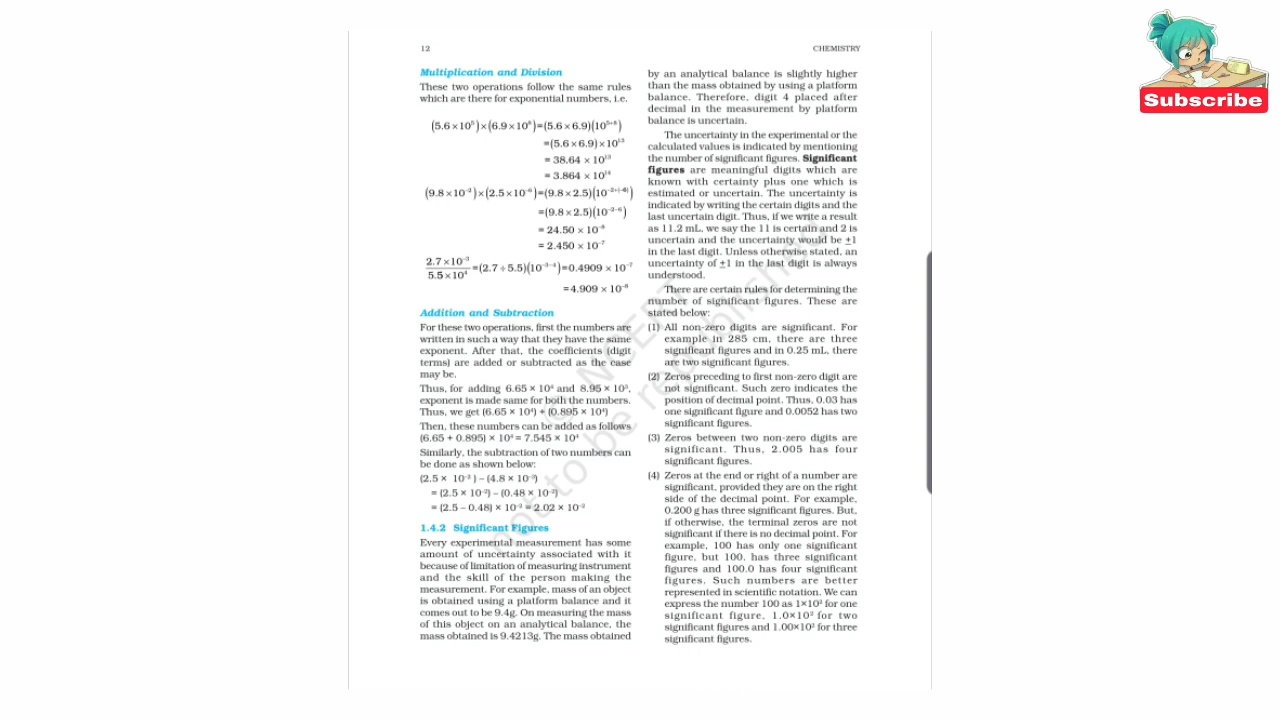 12
CHEMISTRY
Multiplication and Division
These two operations follow the same rules
which are there for exponential numbers, i.e.
(5.6 × 10⁵) × (6.9 × 10⁸) = (5.6 × 6.9)(10⁵⁺⁸)
= (5.6 × 6.9) × 10¹³
= 38.64 × 10¹³
= 3.864 × 10¹⁴
(9.8 × 10⁻²) × (2.5 × 10⁻⁶) = (9.8 × 2.5)(10⁻²⁺⁽⁻⁶⁾)
= (9.8 × 2.5)(10⁻²⁻⁶)
= 24.50 × 10⁻⁸
= 2.450 × 10⁻⁷
2.7 × 10⁻³
5.5 × 10⁴
= (2.7 ÷ 5.5)(10⁻³⁻⁴) = 0.4909 × 10⁻⁷
= 4.909 × 10⁻⁸
Addition and Subtraction
For these two operations, first the numbers are
written in such a way that they have the same
exponent. After that, the coefficients (digit
terms) are added or subtracted as the case
may be.
Thus, for adding 6.65 × 10⁴ and 8.95 × 10³,
exponent is made same for both the numbers.
Thus, we get (6.65 × 10⁴) + (0.895 × 10⁴)
Then, these numbers can be added as follows
(6.65 + 0.895) × 10⁴ = 7.545 × 10⁴
Similarly, the subtraction of two numbers can
be done as shown below:
(2.5 × 10⁻²) – (4.8 × 10⁻³)
= (2.5 × 10⁻²) – (0.48 × 10⁻²)
= (2.5 – 0.48) × 10⁻² = 2.02 × 10⁻²
1.4.2 Significant Figures
Every experimental measurement has some
amount of uncertainty associated with it
because of limitation of measuring instrument
and the skill of the person making the
measurement. For example, mass of an object
is obtained using a platform balance and it
comes out to be 9.4g. On measuring the mass
of this object on an analytical balance, the
mass obtained is 9.4213g. The mass obtained
by an analytical balance is slightly higher
than the mass obtained by using a platform
balance. Therefore, digit 4 placed after
decimal in the measurement by platform
balance is uncertain.
The uncertainty in the experimental or the
calculated values is indicated by mentioning
the number of significant figures. Significant
figures are meaningful digits which are
known with certainty plus one which is
estimated or uncertain. The uncertainty is
indicated by writing the certain digits and the
last uncertain digit. Thus, if we write a result
as 11.2 mL, we say the 11 is certain and 2 is
uncertain and the uncertainty would be ±1
in the last digit. Unless otherwise stated, an
uncertainty of ±1 in the last digit is always
understood.
There are certain rules for determining the
number of significant figures. These are
stated below:
(1) All non-zero digits are significant. For
example in 285 cm, there are three
significant figures and in 0.25 mL, there
are two significant figures.
(2) Zeros preceding to first non-zero digit are
not significant. Such zero indicates the
position of decimal point. Thus, 0.03 has
one significant figure and 0.0052 has two
significant figures.
(3) Zeros between two non-zero digits are
significant. Thus, 2.005 has four
significant figures.
(4) Zeros at the end or right of a number are
significant, provided they are on the right
side of the decimal point. For example,
0.200 g has three significant figures. But,
if otherwise, the terminal zeros are not
significant if there is no decimal point. For
example, 100 has only one significant
figure, but 100. has three significant
figures and 100.0 has four significant
figures. Such numbers are better
represented in scientific notation. We can
express the number 100 as 1×10² for one
significant figure, 1.0×10² for two
significant figures and 1.00×10² for three
significant figures.
© NCERT
not to be republished
Subscribe